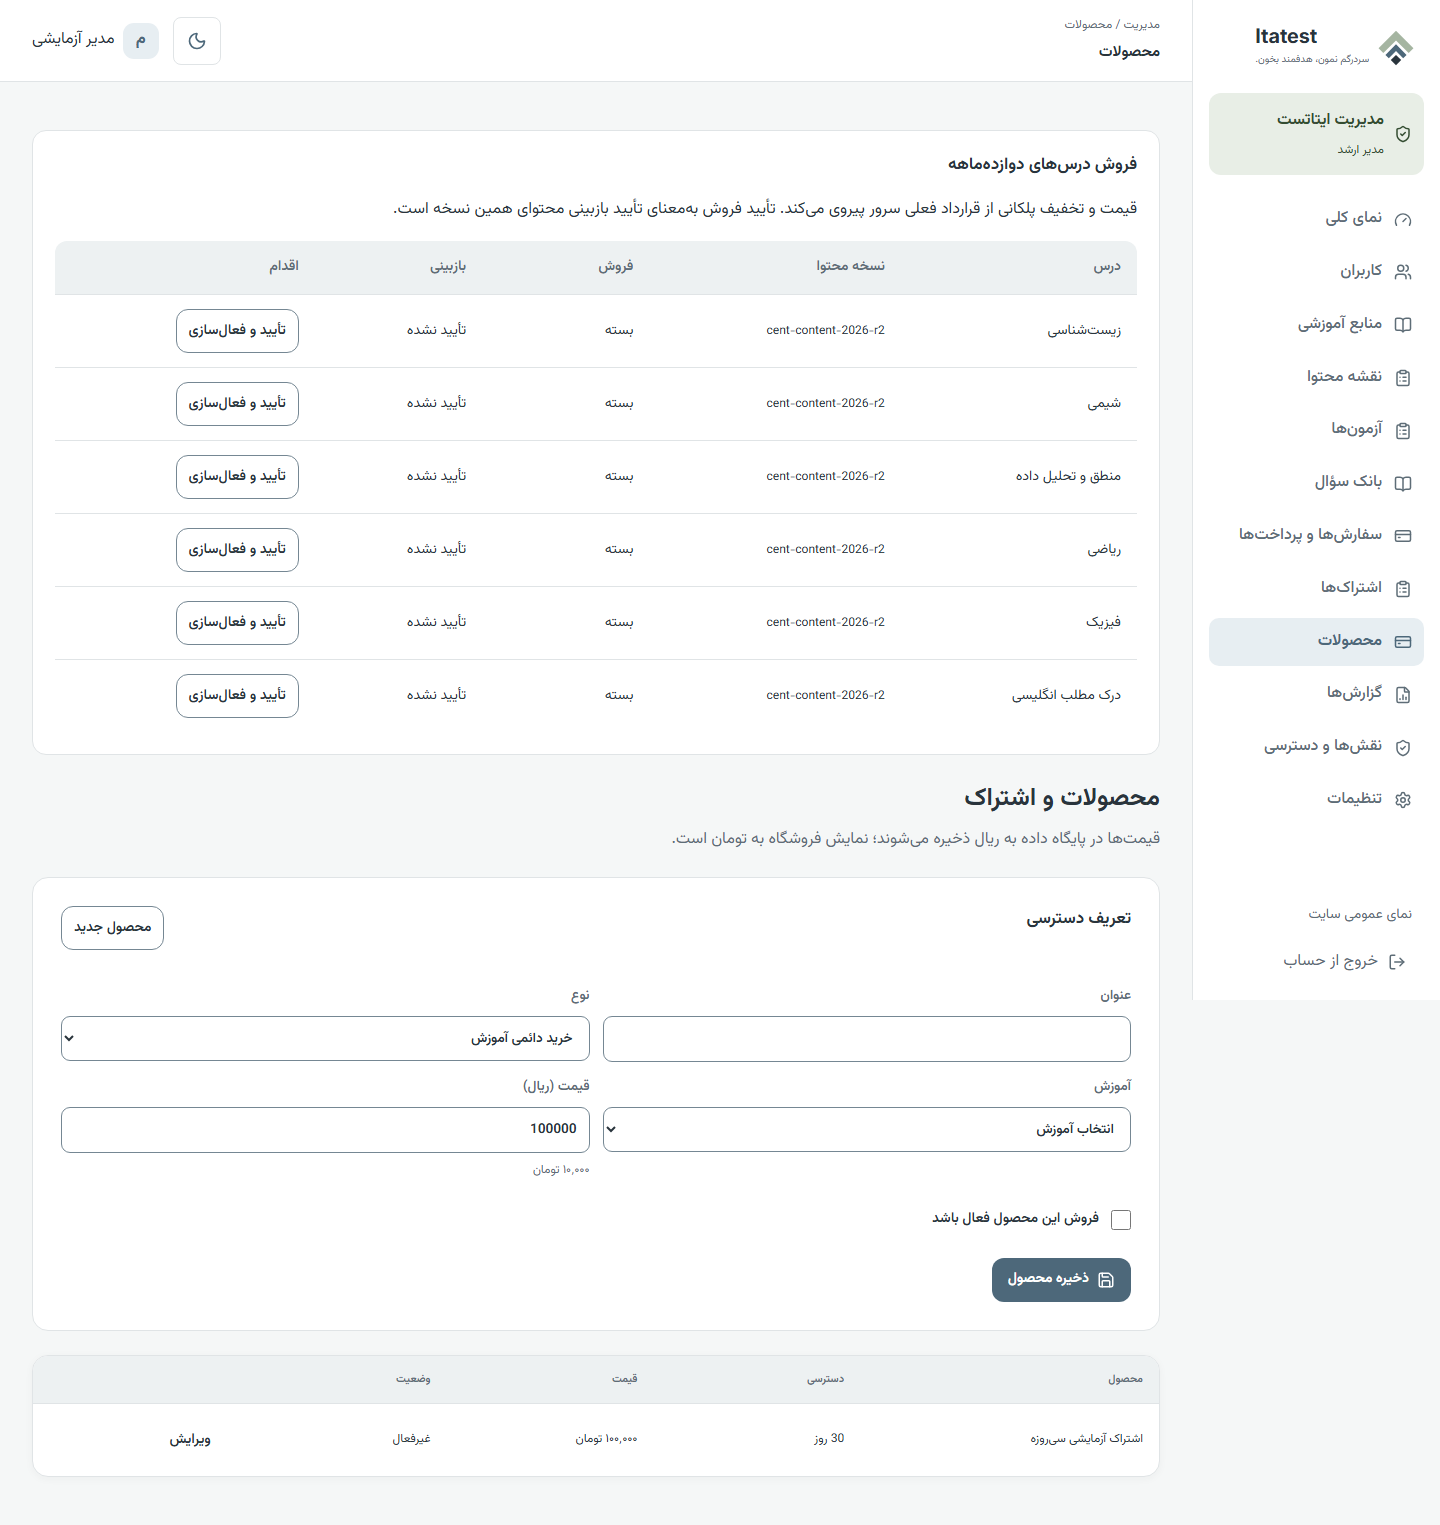 Itatest
سردرگم نمون، هدفمند بخون.
مدیریت ایتاتست
مدیر ارشد
نمای کلی
کاربران
منابع آموزشی
نقشه محتوا
آزمون‌ها
بانک سؤال
سفارش‌ها و پرداخت‌ها
اشتراک‌ها
محصولات
گزارش‌ها
نقش‌ها و دسترسی
تنظیمات
نمای عمومی سایت
خروج از حساب
مدیریت / محصولات
محصولات
م
مدیر آزمایشی
فروش درس‌های دوازده‌ماهه
قیمت و تخفیف پلکانی از قرارداد فعلی سرور پیروی می‌کند. تأیید فروش به‌معنای تأیید بازبینی محتوای همین نسخه است.
درس نسخه محتوا فروش بازبینی اقدام
زیست‌شناسی cent-content-2026-r2 بسته تأیید نشده تأیید و فعال‌سازی
شیمی cent-content-2026-r2 بسته تأیید نشده تأیید و فعال‌سازی
منطق و تحلیل داده cent-content-2026-r2 بسته تأیید نشده تأیید و فعال‌سازی
ریاضی cent-content-2026-r2 بسته تأیید نشده تأیید و فعال‌سازی
فیزیک cent-content-2026-r2 بسته تأیید نشده تأیید و فعال‌سازی
درک مطلب انگلیسی cent-content-2026-r2 بسته تأیید نشده تأیید و فعال‌سازی
محصولات و اشتراک
قیمت‌ها در پایگاه داده به ریال ذخیره می‌شوند؛ نمایش فروشگاه به تومان است.
تعریف دسترسی محصول جدید
عنوان نوع
خرید دائمی آموزش
آموزش قیمت (ریال)
انتخاب آموزش 100000
۱۰٬۰۰۰ تومان
فروش این محصول فعال باشد
ذخیره محصول
محصول دسترسی قیمت وضعیت
اشتراک آزمایشی سی‌روزه 30 روز ۱۰۰٬۰۰۰ تومان غیرفعال ویرایش